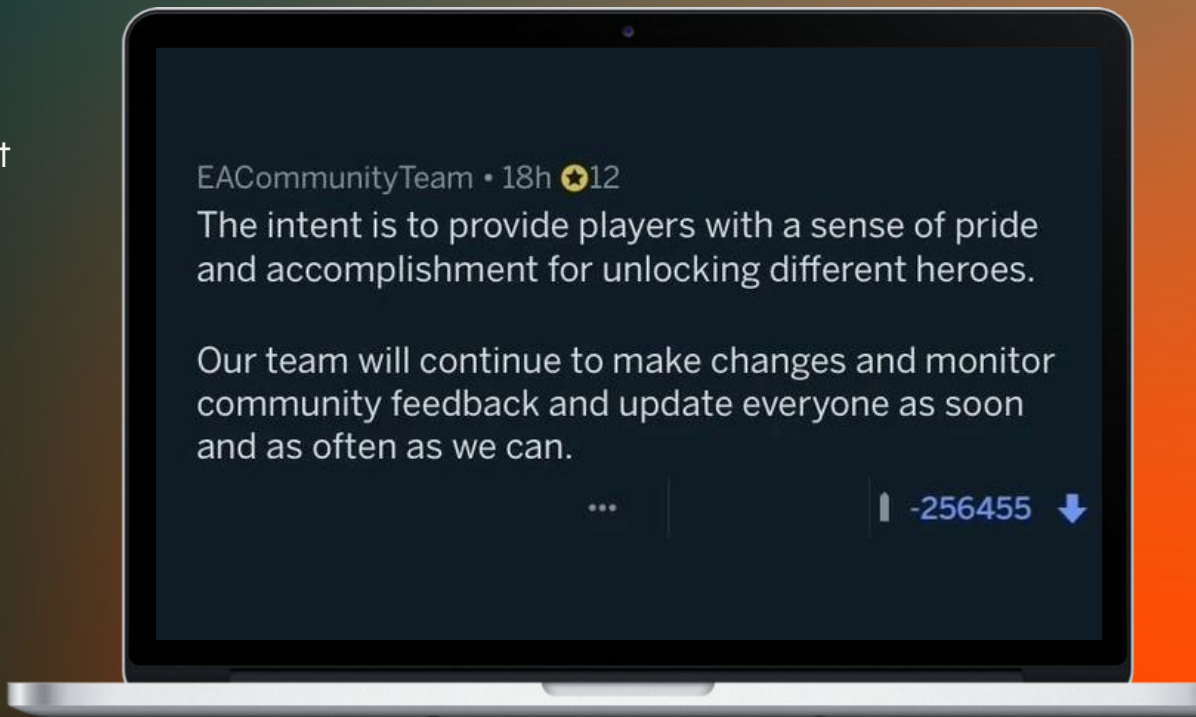 t
EACommunityTeam • 18h 12
The intent is to provide players with a sense of pride
and accomplishment for unlocking different heroes.
Our team will continue to make changes and monitor
community feedback and update everyone as soon
and as often as we can.
... -256455